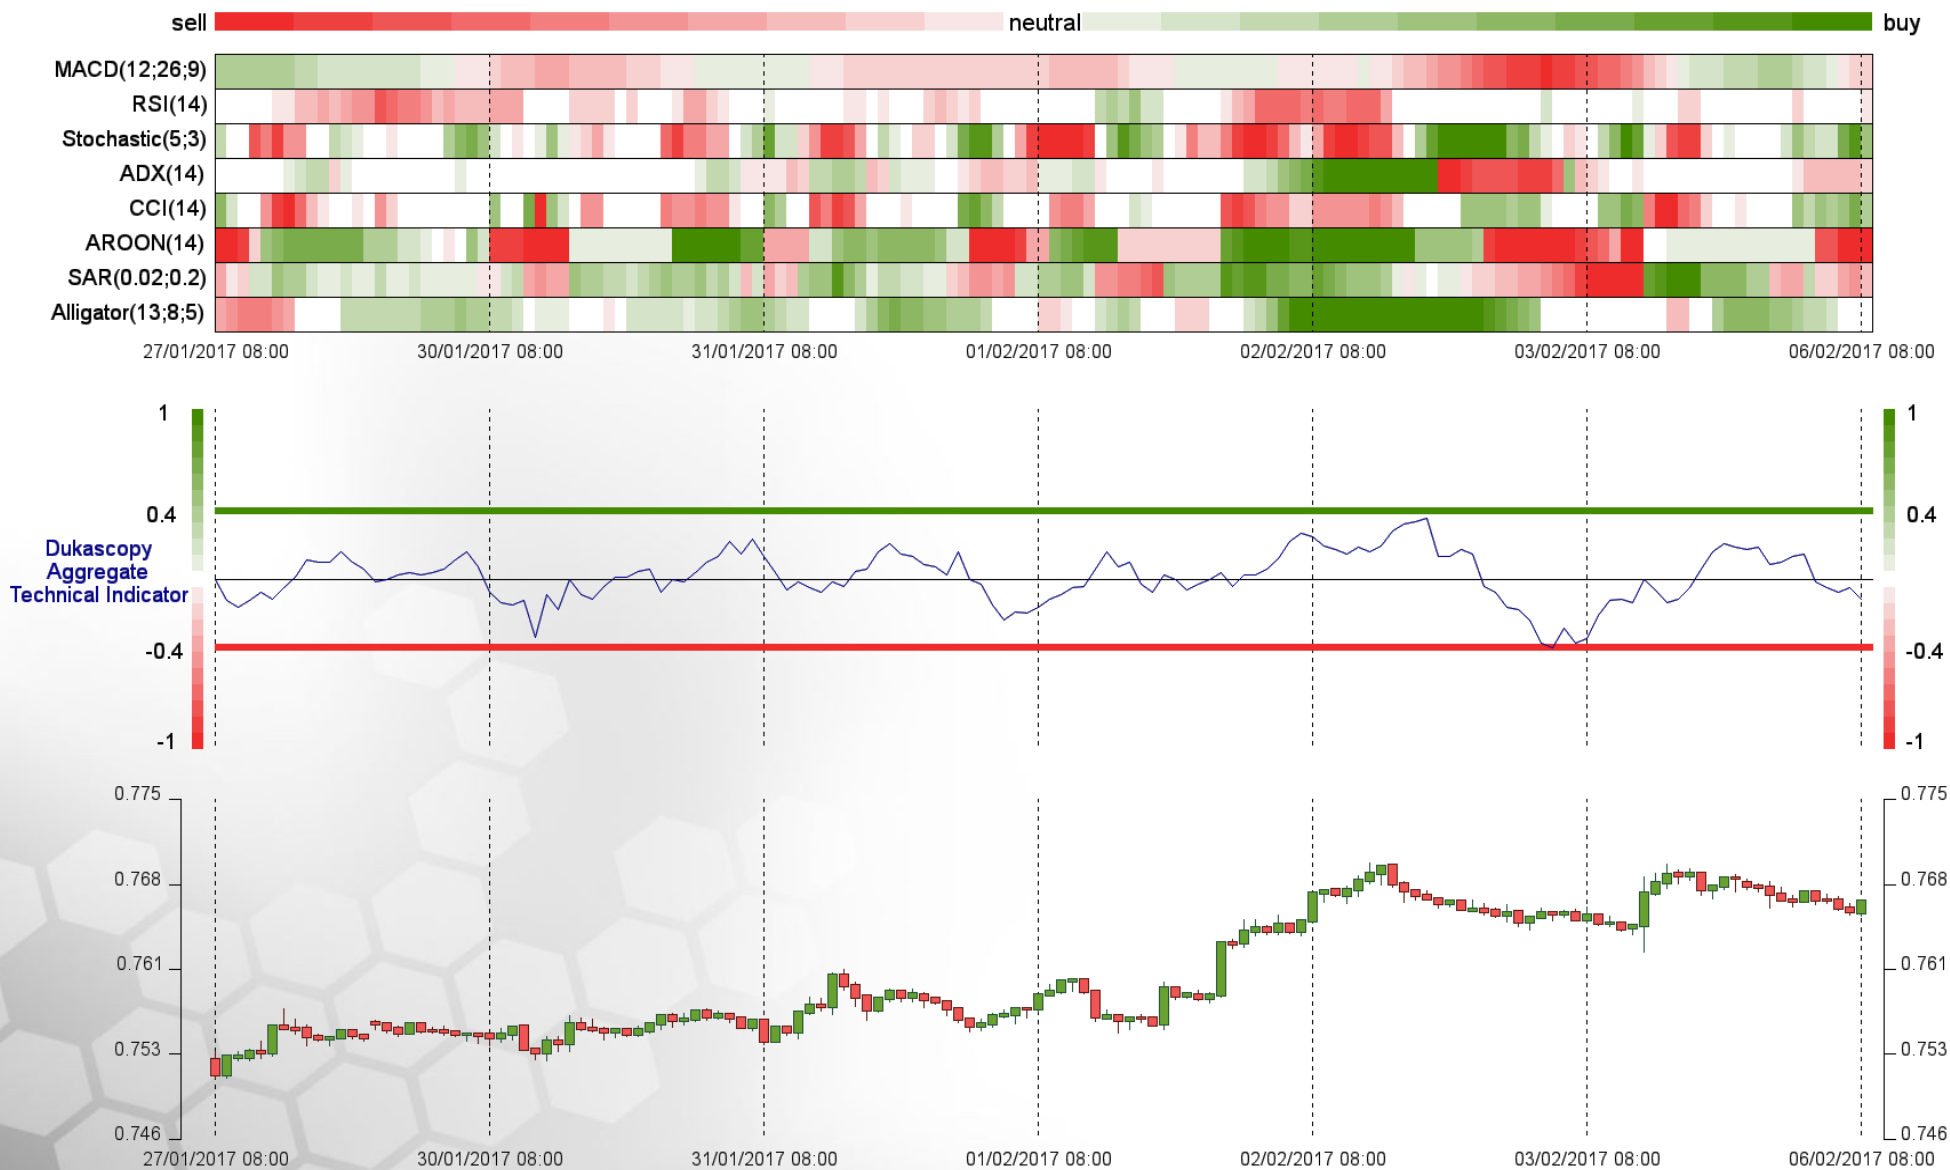 sell neutral buy
MACD(12;26;9)
RSI(14)
Stochastic(5;3)
ADX(14)
CCI(14)
AROON(14)
SAR(0.02;0.2)
Alligator(13;8;5)
27/01/2017 08:00 30/01/2017 08:00 31/01/2017 08:00 01/02/2017 08:00 02/02/2017 08:00 03/02/2017 08:00 06/02/2017 08:00
1 1
0.4 0.4
Dukascopy
Aggregate
Technical Indicator
-0.4 -0.4
-1 -1
0.775 0.775
0.768 0.768
0.761 0.761
0.753 0.753
0.746 0.746
27/01/2017 08:00 30/01/2017 08:00 31/01/2017 08:00 01/02/2017 08:00 02/02/2017 08:00 03/02/2017 08:00 06/02/2017 08:00